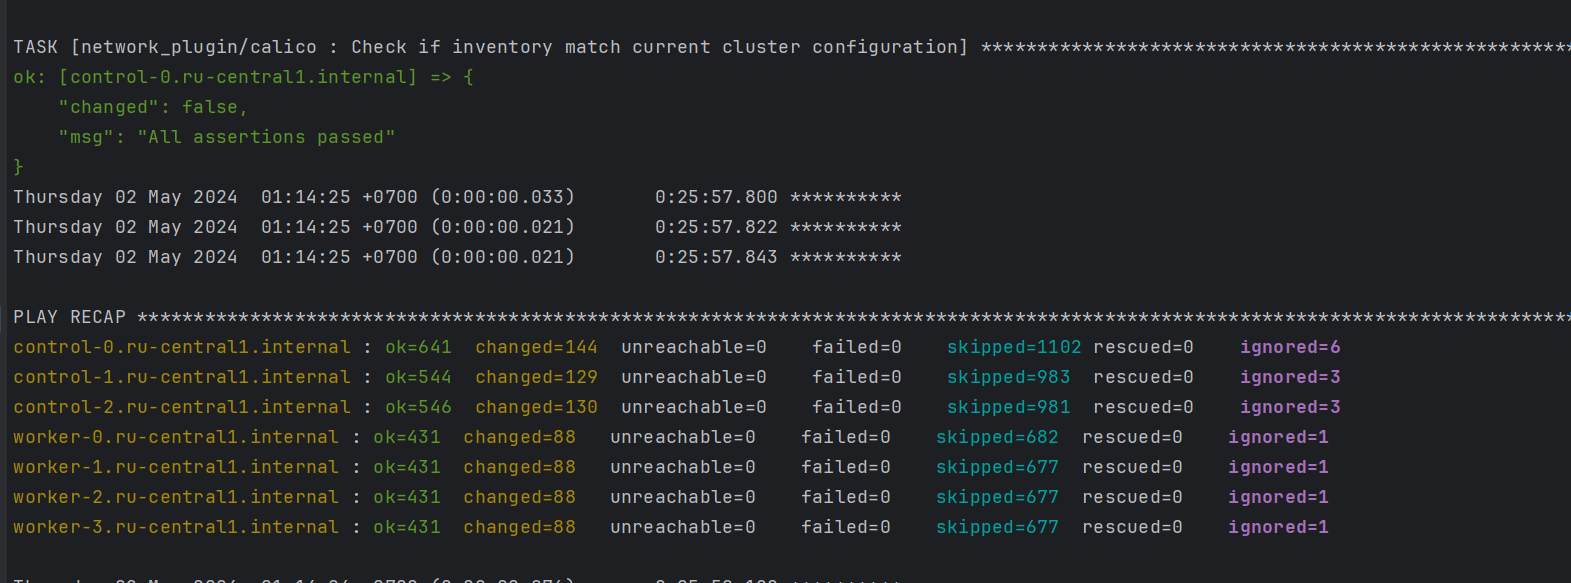 TASK [network_plugin/calico : Check if inventory match current cluster configuration] *****************************************************
ok: [control-0.ru-central1.internal] => {
    "changed": false,
    "msg": "All assertions passed"
}
Thursday 02 May 2024  01:14:25 +0700 (0:00:00.033)       0:25:57.800 **********
Thursday 02 May 2024  01:14:25 +0700 (0:00:00.021)       0:25:57.822 **********
Thursday 02 May 2024  01:14:25 +0700 (0:00:00.021)       0:25:57.843 **********
PLAY RECAP ********************************************************************************************************************************
control-0.ru-central1.internal : ok=641  changed=144  unreachable=0    failed=0    skipped=1102 rescued=0    ignored=6
control-1.ru-central1.internal : ok=544  changed=129  unreachable=0    failed=0    skipped=983  rescued=0    ignored=3
control-2.ru-central1.internal : ok=546  changed=130  unreachable=0    failed=0    skipped=981  rescued=0    ignored=3
worker-0.ru-central1.internal : ok=431  changed=88   unreachable=0    failed=0    skipped=682  rescued=0    ignored=1
worker-1.ru-central1.internal : ok=431  changed=88   unreachable=0    failed=0    skipped=677  rescued=0    ignored=1
worker-2.ru-central1.internal : ok=431  changed=88   unreachable=0    failed=0    skipped=677  rescued=0    ignored=1
worker-3.ru-central1.internal : ok=431  changed=88   unreachable=0    failed=0    skipped=677  rescued=0    ignored=1